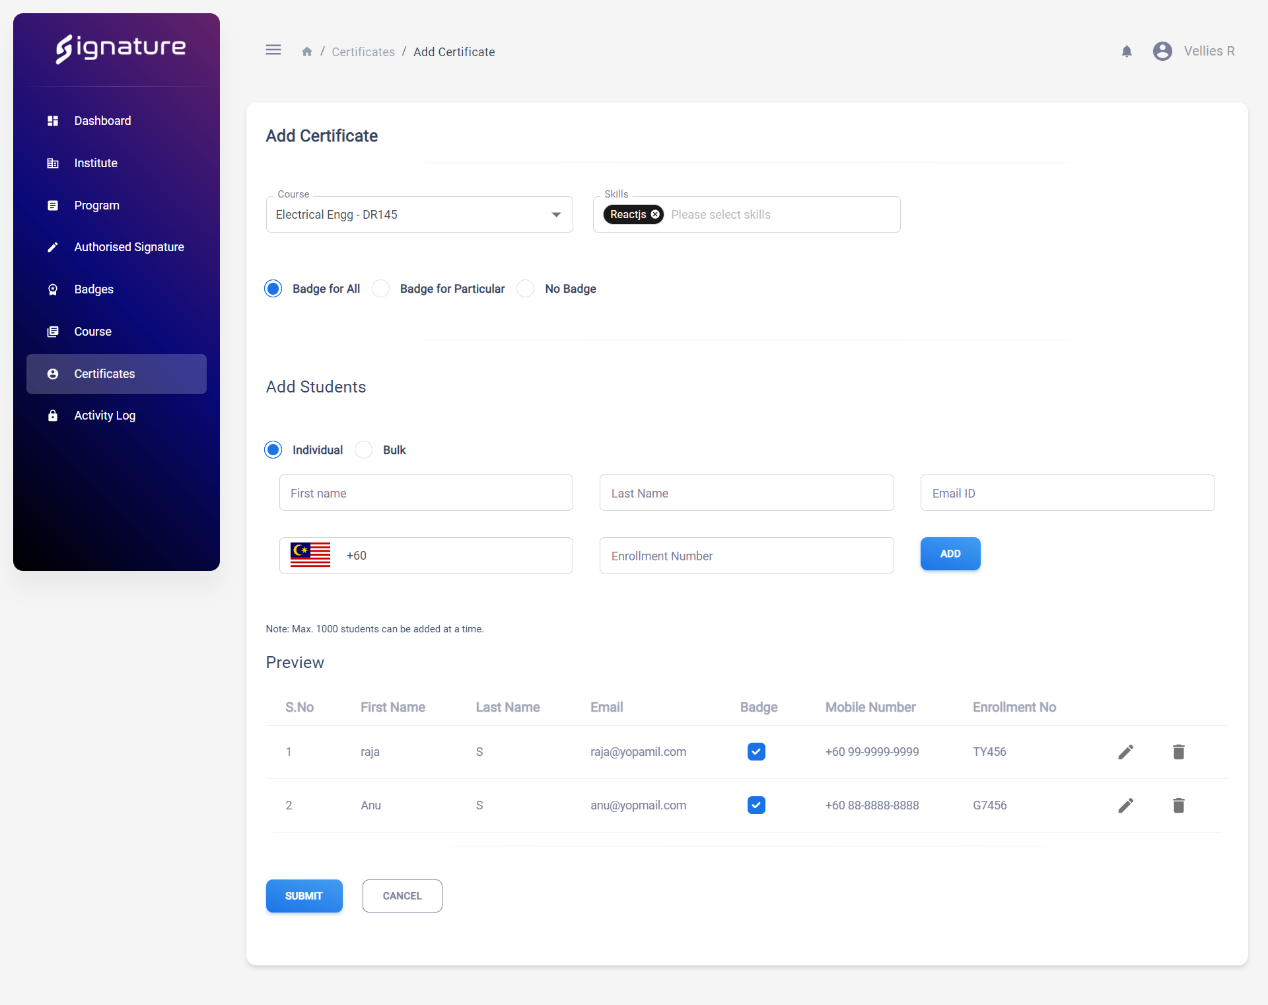 Signature
Dashboard
Institute
Program
Authorised Signature
Badges
Course
Certificates
Activity Log
/ Certificates / Add Certificate
Vellies R
Add Certificate
Course
Electrical Engg - DR145
Skills
Reactjs Please select skills
Badge for All Badge for Particular No Badge
Add Students
Individual Bulk
First name Last Name Email ID
+60 Enrollment Number ADD
Note: Max. 1000 students can be added at a time.
Preview
S.No First Name Last Name Email Badge Mobile Number Enrollment No
1 raja S raja@yopamil.com +60 99-9999-9999 TY456
2 Anu S anu@yopmail.com +60 88-8888-8888 G7456
SUBMIT CANCEL